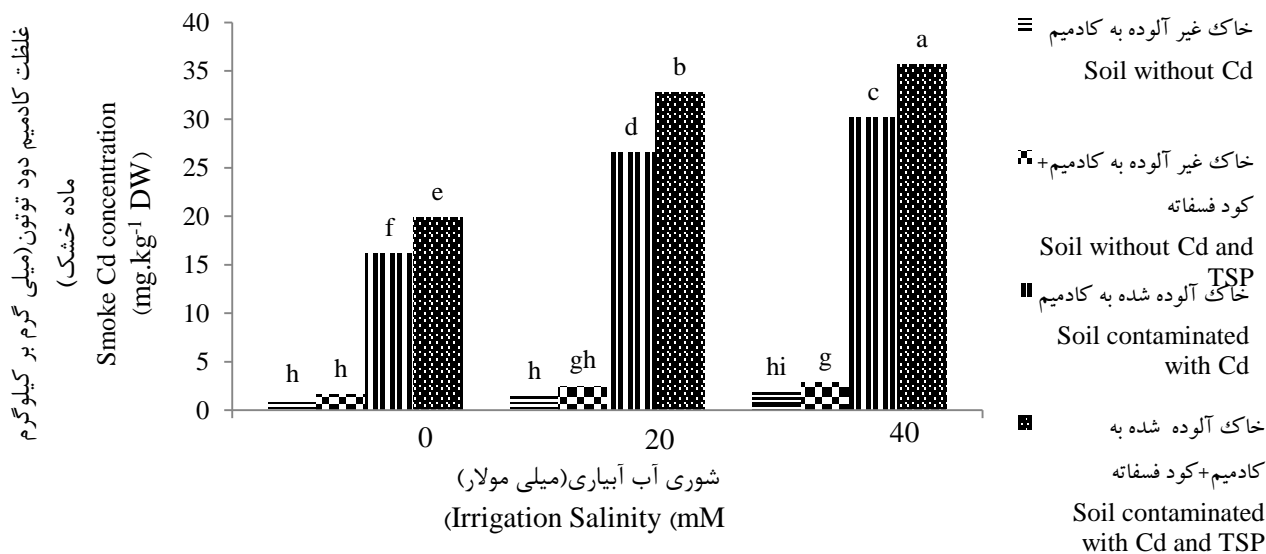 غلظت کادمیم دود توتون(میلی گرم بر کیلوگرم
ماده خشک)
Smoke Cd concentration
(mg.kg-1 DW)
40
35
30
25
20
15
10
5
0
h
h
f
e
h
gh
d
b
hi
g
c
a
0
20
40
شوری آب آبیاری(میلی مولار)
(Irrigation Salinity (mM
خاک غیر آلوده به کادمیم
Soil without Cd
خاک غیر آلوده به کادمیم+
کود فسفاته
Soil without Cd and
TSP
خاک آلوده شده به کادمیم
Soil contaminated
with Cd
خاک آلوده شده به
کادمیم+کود فسفاته
Soil contaminated
with Cd and TSP